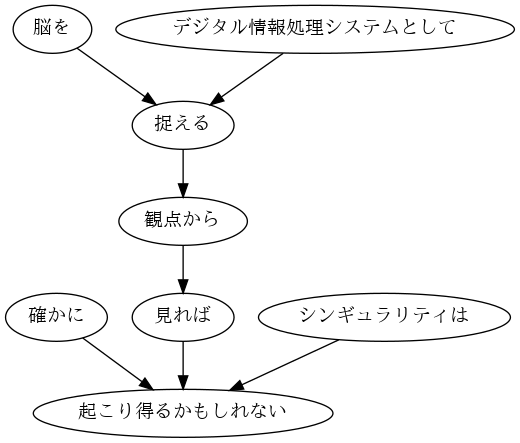 脳を
デジタル情報処理システムとして
捉える
観点から
確かに
見れば
シンギュラリティは
起こり得るかもしれない